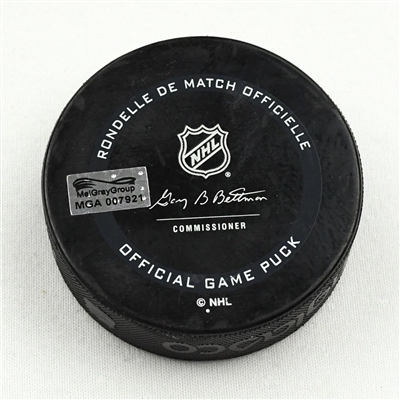 RONDELLE DE MATCH OFFICIELLE
NHL
MeiGrayGroup
MGA 007921
Gary B Bettman
COMMISSIONER
OFFICIAL GAME PUCK
© NHL